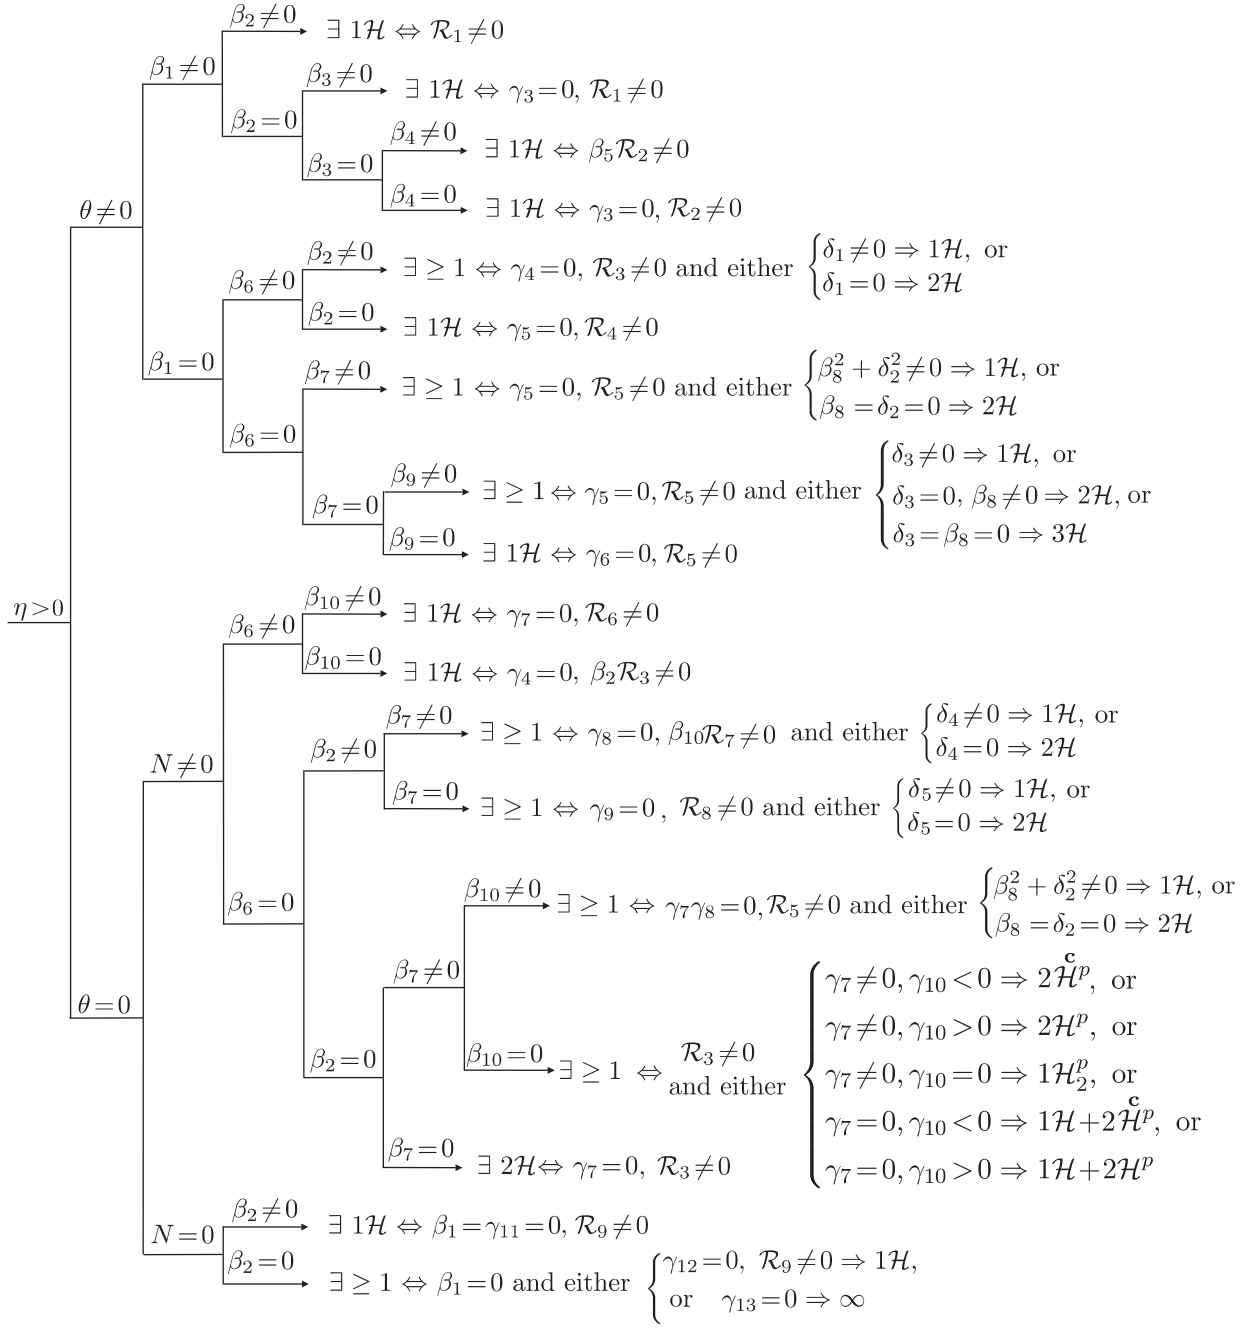 β₂≠0
∃ 1ℋ ⇔ ℛ₁≠0
β₁≠0
β₃≠0
∃ 1ℋ ⇔ γ₃=0, ℛ₁≠0
β₂=0
β₄≠0
∃ 1ℋ ⇔ β₅ℛ₂≠0
β₃=0
β₄=0
∃ 1ℋ ⇔ γ₃=0, ℛ₂≠0
θ≠0
β₂≠0
∃ ≥ 1 ⇔ γ₄=0, ℛ₃≠0 and either
δ₁≠0 ⇒ 1ℋ, or
δ₁=0 ⇒ 2ℋ
β₆≠0
β₂=0
∃ 1ℋ ⇔ γ₅=0, ℛ₄≠0
β₁=0
β₇≠0
∃ ≥ 1 ⇔ γ₅=0, ℛ₅≠0 and either
β₈² + δ₂²≠0 ⇒ 1ℋ, or
β₈ =δ₂=0 ⇒ 2ℋ
β₆=0
β₉≠0
∃ ≥ 1 ⇔ γ₅=0, ℛ₅≠0 and either
δ₃≠0 ⇒ 1ℋ, or
δ₃=0, β₈≠0 ⇒ 2ℋ, or
δ₃=β₈=0 ⇒ 3ℋ
β₇=0
β₉=0
∃ 1ℋ ⇔ γ₆=0, ℛ₅≠0
η>0
β₁₀≠0
∃ 1ℋ ⇔ γ₇=0, ℛ₆≠0
β₆≠0
β₁₀=0
∃ 1ℋ ⇔ γ₄=0, β₂ℛ₃≠0
β₇≠0
∃ ≥ 1 ⇔ γ₈=0, β₁₀ℛ₇≠0 and either
δ₄≠0 ⇒ 1ℋ, or
δ₄=0 ⇒ 2ℋ
N≠0
β₂≠0
β₇=0
∃ ≥ 1 ⇔ γ₉=0, ℛ₈≠0 and either
δ₅≠0 ⇒ 1ℋ, or
δ₅=0 ⇒ 2ℋ
β₆=0
β₁₀≠0
∃ ≥ 1 ⇔ γ₇γ₈=0, ℛ₅≠0 and either
β₈² + δ₂²≠0 ⇒ 1ℋ, or
β₈ =δ₂=0 ⇒ 2ℋ
β₇≠0
θ=0
β₂=0
β₁₀=0
∃ ≥ 1 ⇔ ℛ₃≠0
and either
γ₇≠0, γ₁₀<0 ⇒ 2ℋᶜᵖ, or
γ₇≠0, γ₁₀>0 ⇒ 2ℋᵖ, or
γ₇≠0, γ₁₀=0 ⇒ 1ℋ₂ᵖ, or
γ₇=0, γ₁₀<0 ⇒ 1ℋ+2ℋᶜᵖ, or
γ₇=0, γ₁₀>0 ⇒ 1ℋ+2ℋᵖ
β₇=0
∃ 2ℋ ⇔ γ₇=0, ℛ₃≠0
N=0
β₂≠0
∃ 1ℋ ⇔ β₁=γ₁₁=0, ℛ₉≠0
β₂=0
∃ ≥ 1 ⇔ β₁=0 and either
γ₁₂=0, ℛ₉≠0 ⇒ 1ℋ,
or γ₁₃=0 ⇒ ∞